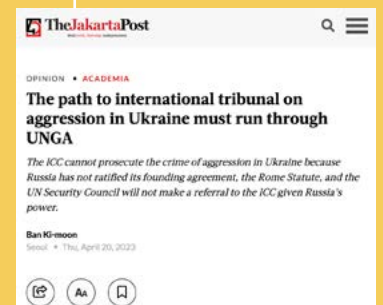 TheJakartaPost
OPINION • ACADEMIA
The path to international tribunal on
aggression in Ukraine must run through
UNGA
The ICC cannot prosecute the crime of aggression in Ukraine because
Russia has not ratified its founding agreement, the Rome Statute, and the
UN Security Council will not make a referral to the ICC given Russia's
power.
Ban Ki-moon
Seoul • Thu, April 20, 2023
AA